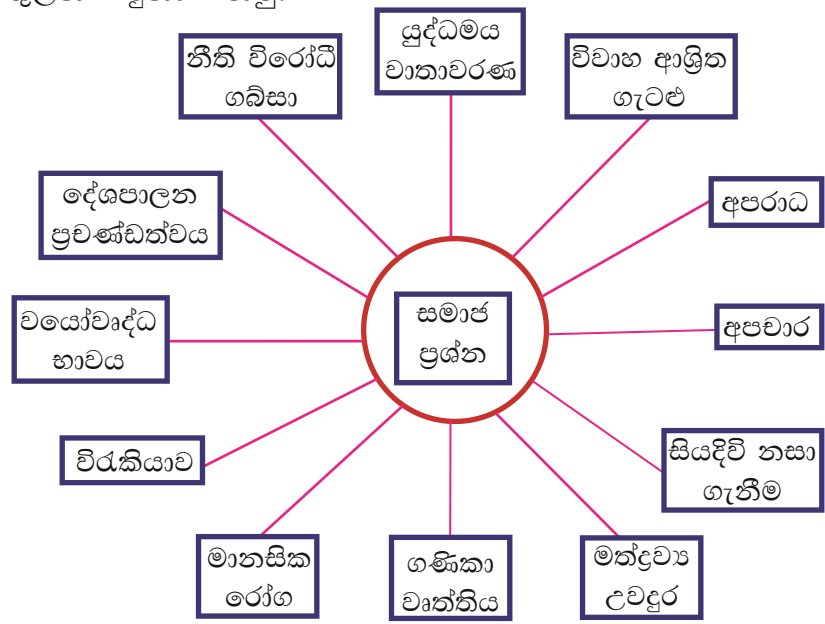 යුද්ධමය
වාතාවරණ
නීති විරෝධී
ගබ්සා
විවාහ ආශ්‍රිත
ගැටළු
දේශපාලන
ප්‍රචණ්ඩත්වය
අපරාධ
වයෝවෘද්ධ
භාවය
සමාජ
ප්‍රශ්න
අපචාර
විරැකියාව
සියදිවි නසා
ගැනීම
මානසික
රෝග
ගණිකා
වෘත්තිය
මත්ද්‍රව්‍ය
උවදුර